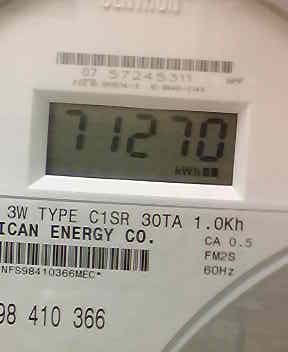 CENTRON
07 57245311
71270
kWh
3W TYPE C1SR 30TA 1.0Kh
ICAN ENERGY CO.
CA 0.5
NFS98410366MEC*
FM2S
60Hz
98 410 366